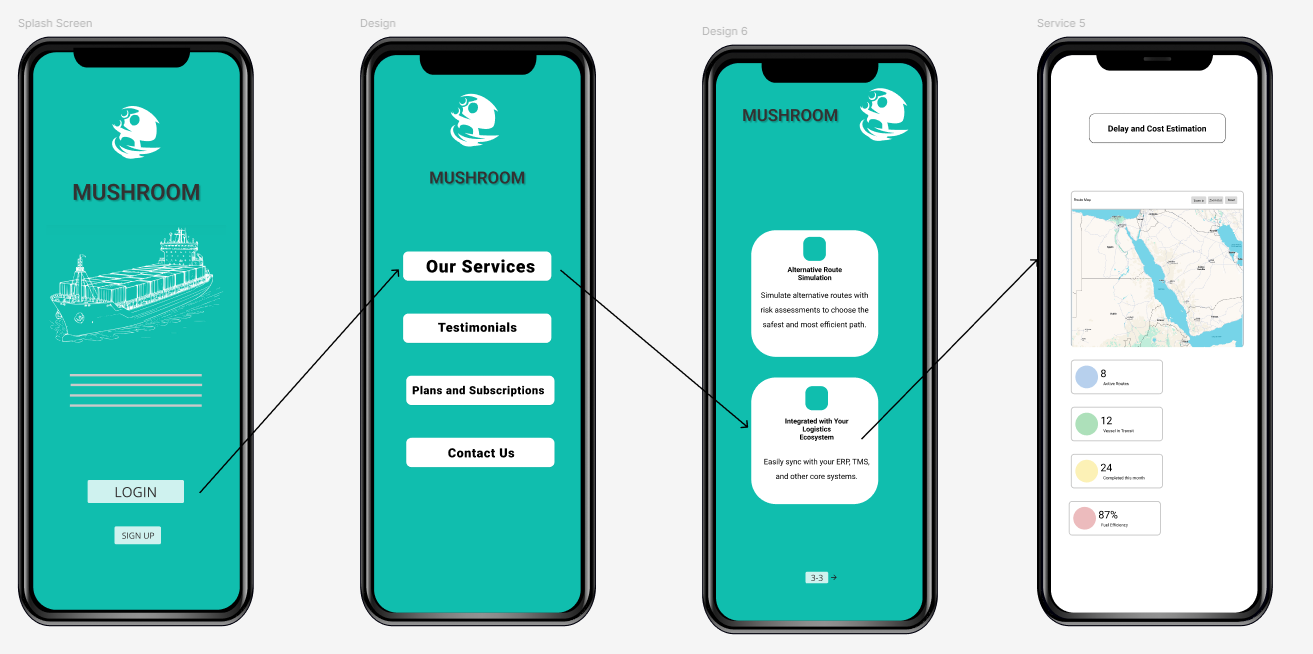 Splash Screen
MUSHROOM
LOGIN
SIGN UP
Design
MUSHROOM
Our Services
Testimonials
Plans and Subscriptions
Contact Us
Design 6
MUSHROOM
Alternative Route
Simulation
Simulate alternative routes with
risk assessments to choose the
safest and most efficient path.
Integrated with Your
Logistics
Ecosystem
Easily sync with your ERP, TMS,
and other core systems.
3-3
Service 5
Delay and Cost Estimation
Route Map
8
Active Routes
12
Vessel In Transit
24
Completed this month
87%
Fuel Efficiency